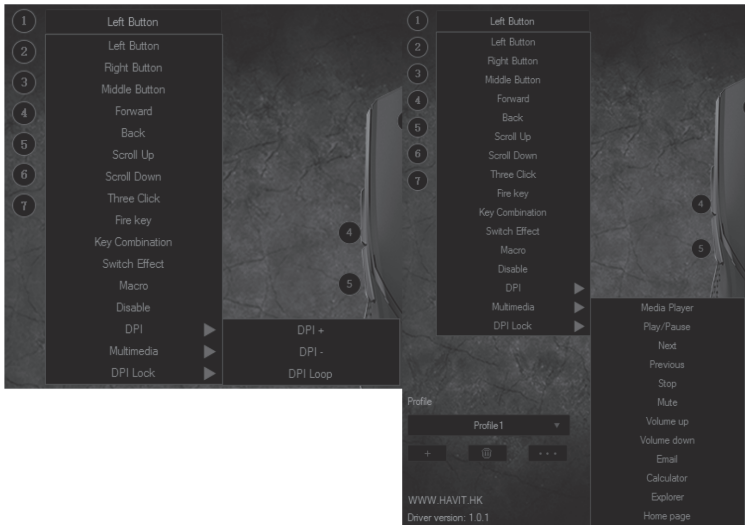 1
Left Button
2
3
4
5
6
7
Left Button
Right Button
Middle Button
Forward
Back
Scroll Up
Scroll Down
Three Click
Fire key
Key Combination
Switch Effect
Macro
Disable
DPI
Multimedia
DPI Lock
DPI +
DPI -
DPI Loop
4
5
1
Left Button
2
3
4
5
6
7
Left Button
Right Button
Middle Button
Forward
Back
Scroll Up
Scroll Down
Three Click
Fire key
Key Combination
Switch Effect
Macro
Disable
DPI
Multimedia
DPI Lock
4
5
Media Player
Play/Pause
Next
Previous
Stop
Mute
Volume up
Volume down
Email
Calculator
Explorer
Home page
Profile
Profile1
+
...
WWW.HAVIT.HK
Driver version: 1.0.1